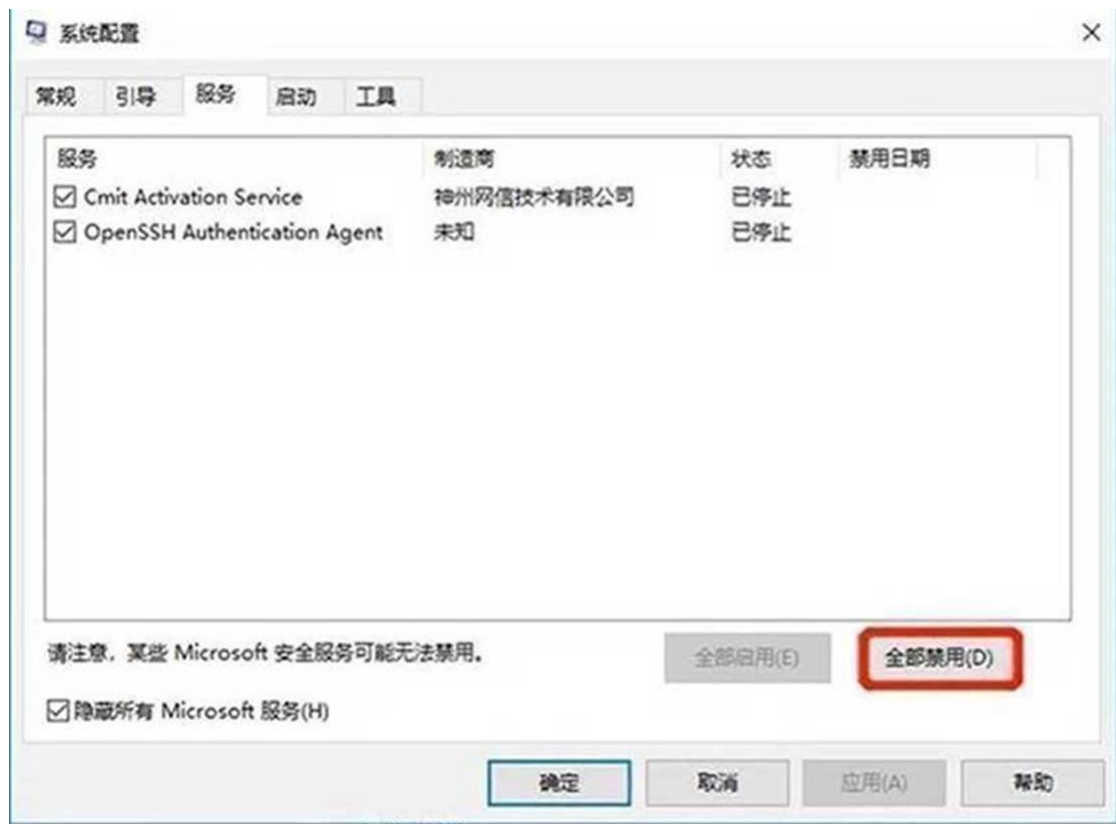 系统配置
常规 引导 服务 启动 工具
服务 制造商 状态 禁用日期
Cmit Activation Service 神州网信技术有限公司 已停止
OpenSSH Authentication Agent 未知 已停止
请注意，某些 Microsoft 安全服务可能无法禁用。
全部启用(E) 全部禁用(D)
隐藏所有 Microsoft 服务(H)
确定 取消 应用(A) 帮助